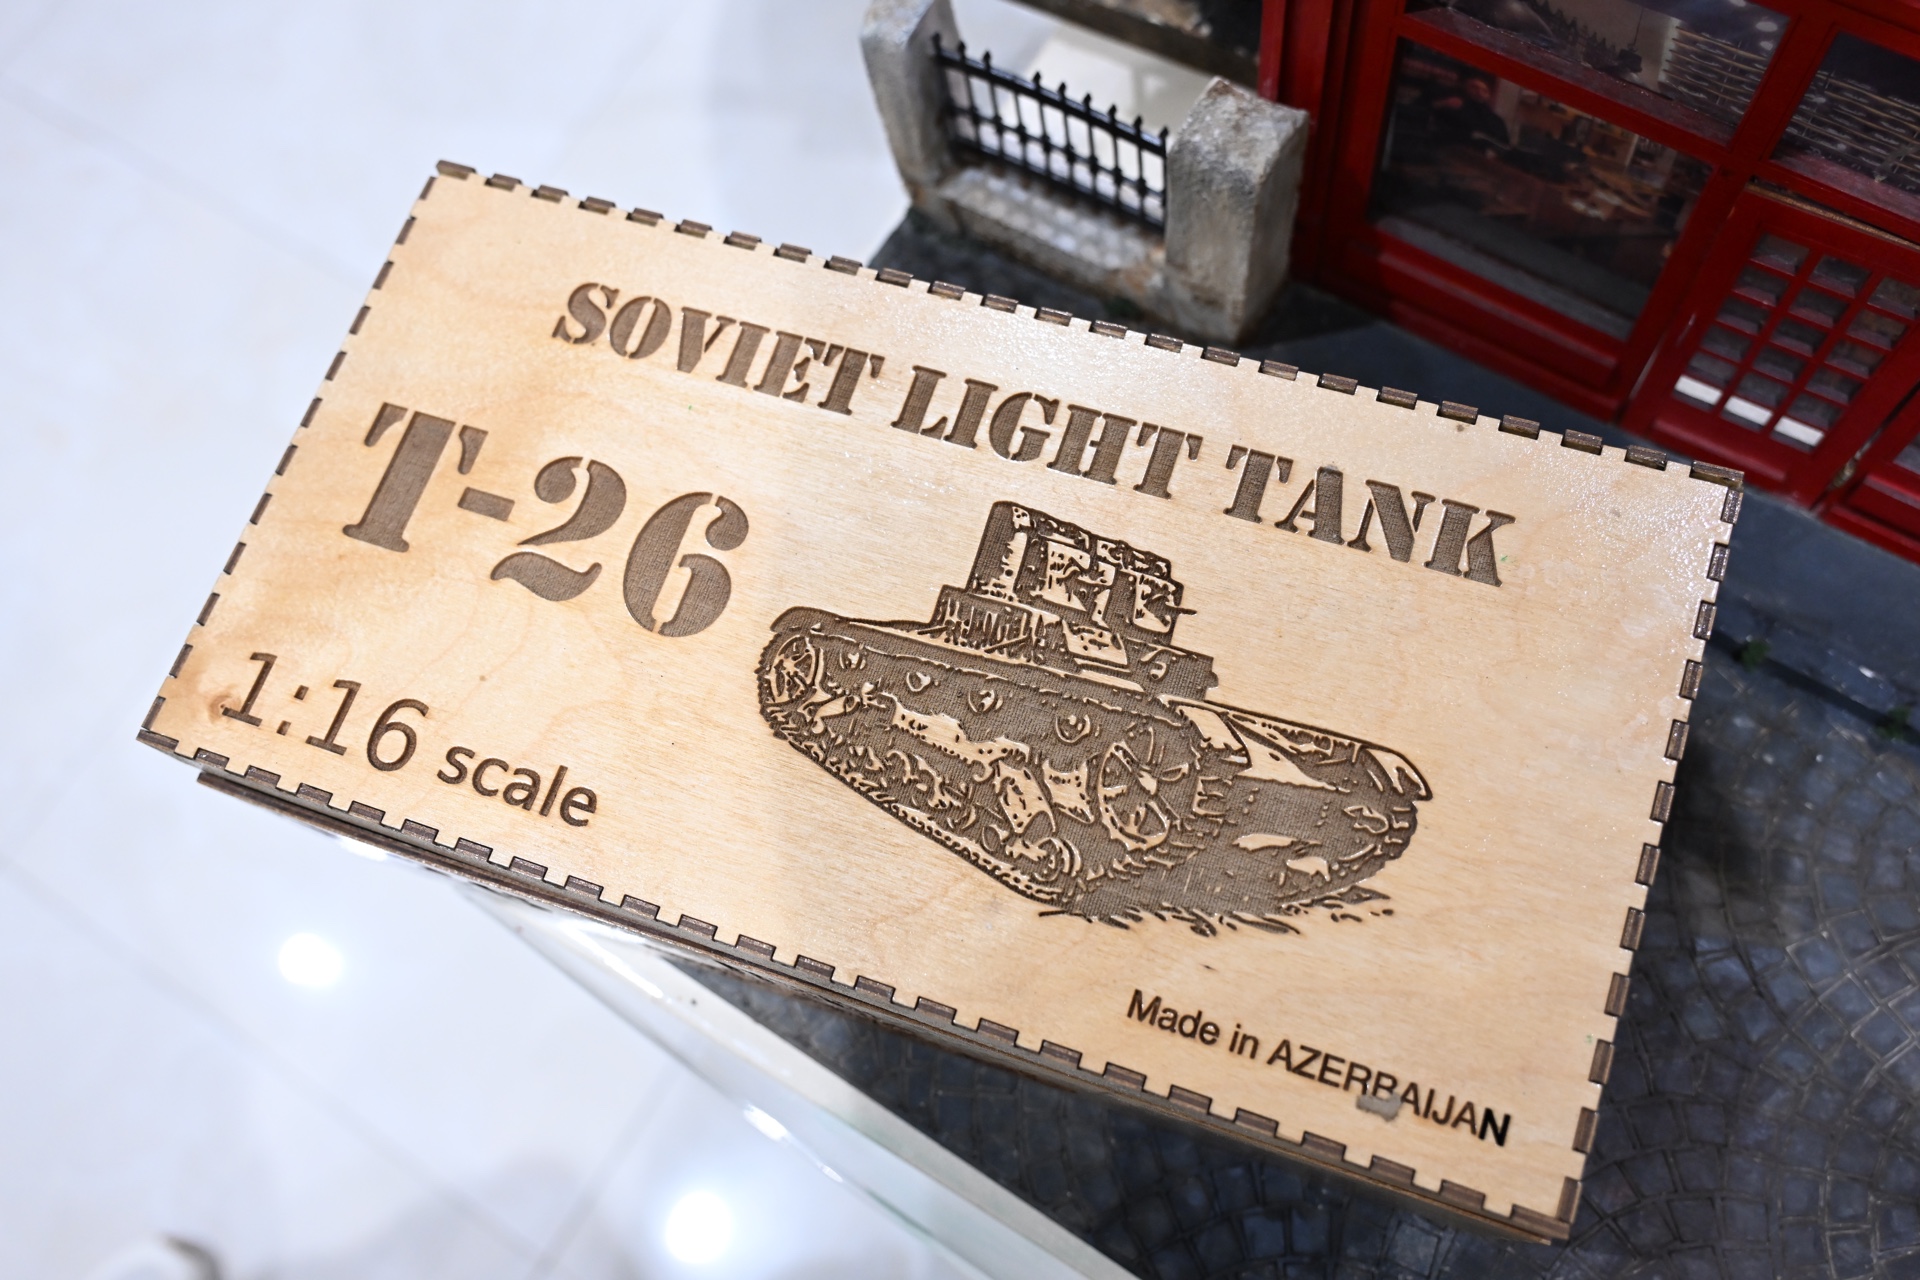 SOVIET LIGHT TANK
T-26
1:16 scale
Made in AZERBAIJAN